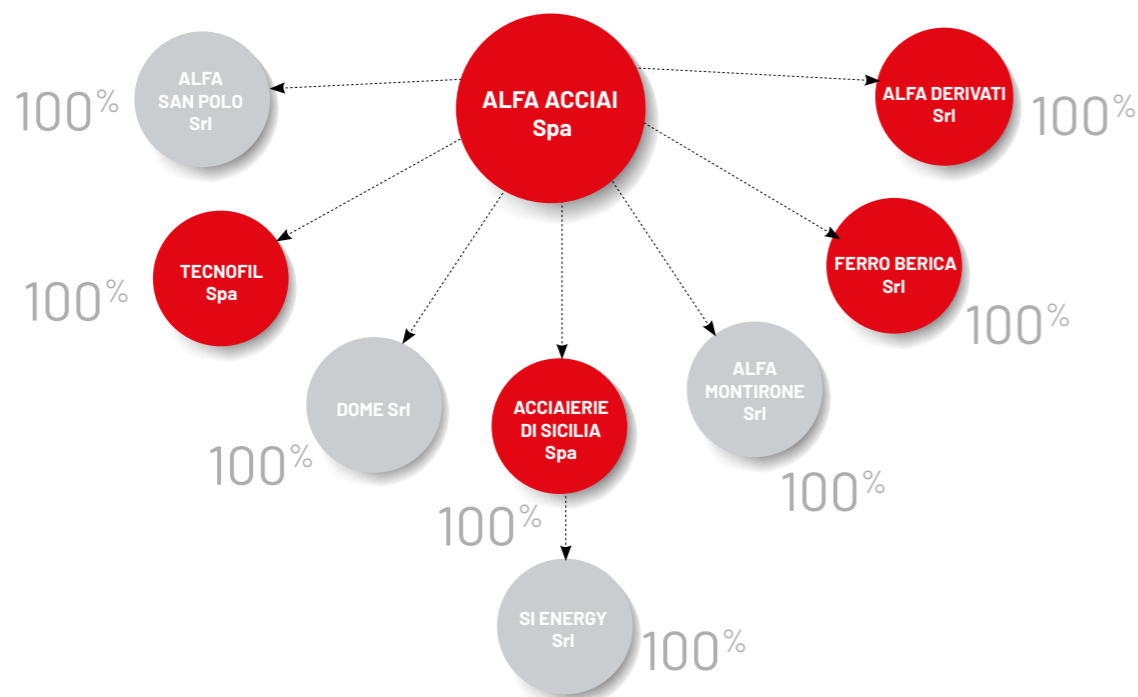 ALFA
SAN POLO
Srl
100%
ALFA ACCIAI
Spa
ALFA DERIVATI
Srl
100%
TECNOFIL
Spa
100%
FERRO BERICA
Srl
100%
DOME Srl
100%
ACCIAIERIE
DI SICILIA
Spa
100%
ALFA
MONTIRONE
Srl
100%
SI ENERGY
Srl
100%